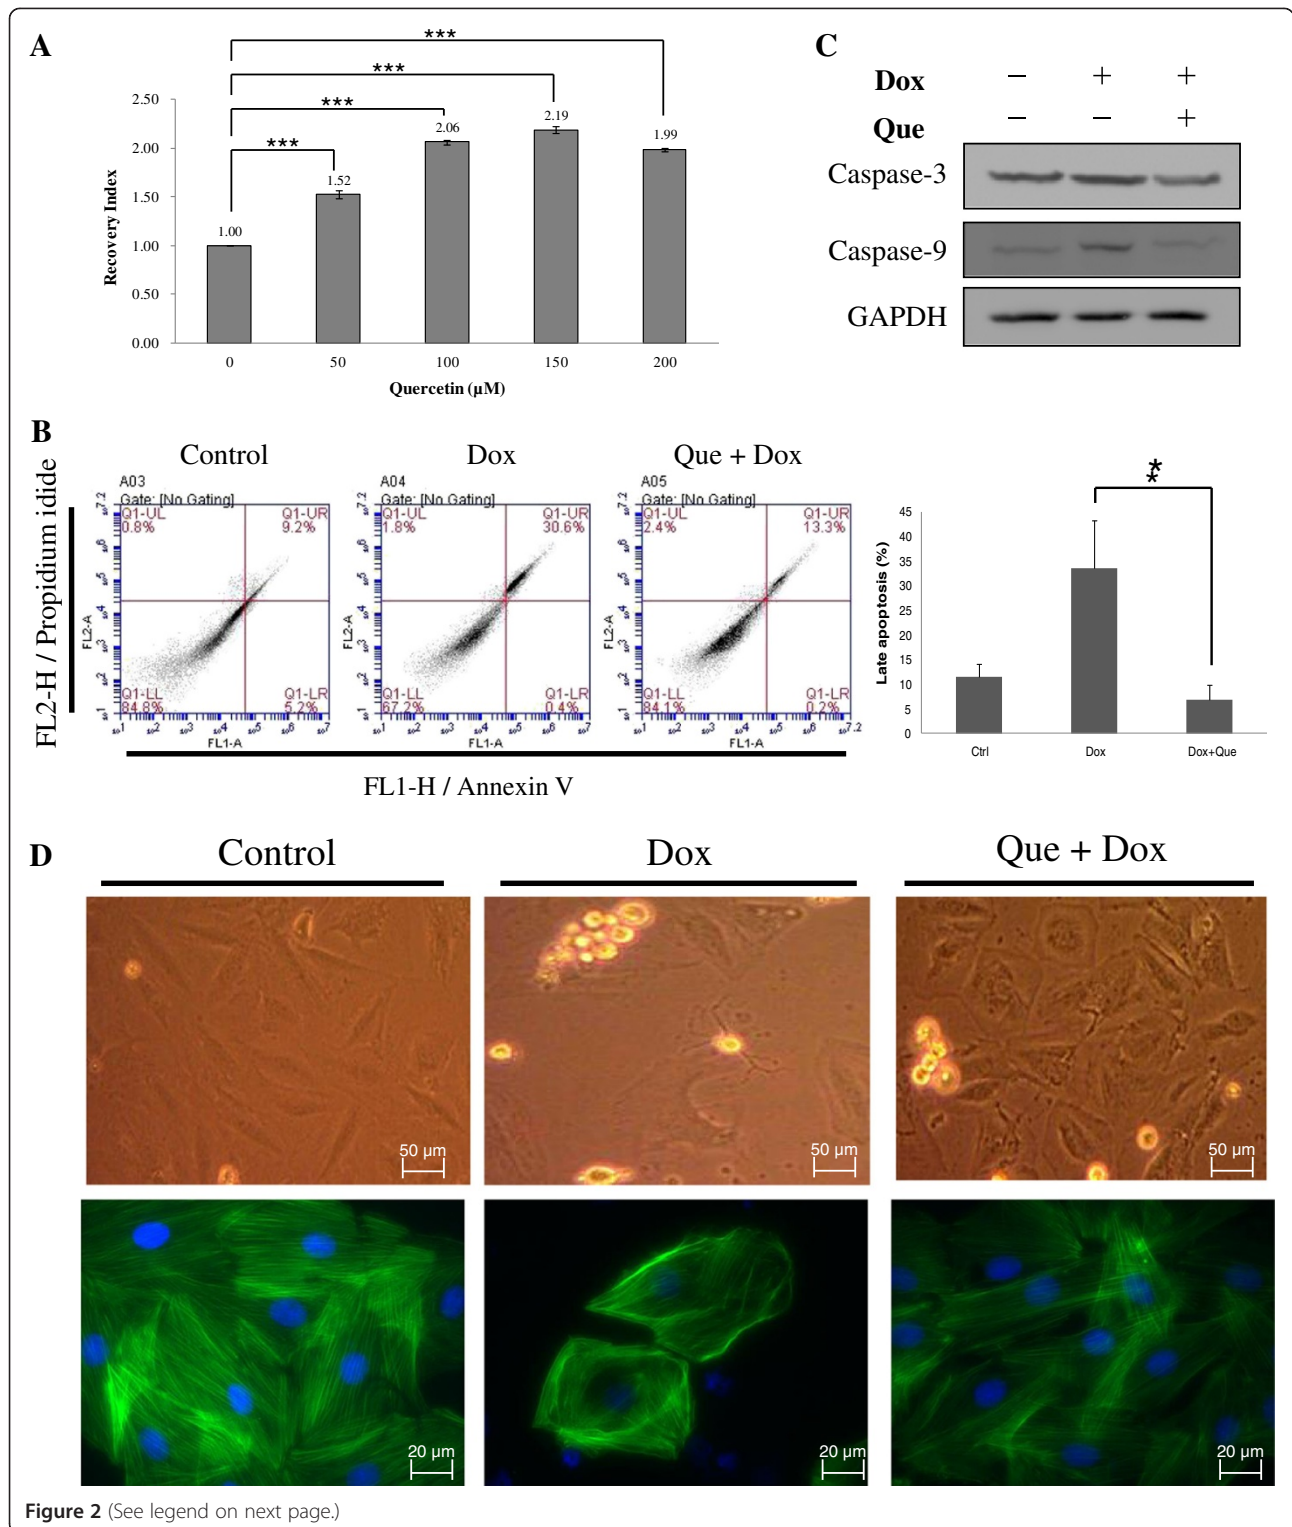 A
***
***
***
***
2.50
2.00
1.50
1.00
0.50
0.00
1.00
1.52
2.06
2.19
1.99
0
50
100
150
200
Recovery Index
Quercetin (µM)
C
Dox − + +
Que − − +
Caspase-3
Caspase-9
GAPDH
B
Control
Dox
Que + Dox
FL2-H / Propidium idide
A03
Gate: [No Gating]
Q1-UL
0.8%
Q1-UR
9.2%
Q1-LL
84.8%
Q1-LR
5.2%
FL2-A
FL1-A
A04
Gate: [No Gating]
Q1-UL
1.8%
Q1-UR
30.6%
Q1-LL
67.2%
Q1-LR
0.4%
FL2-A
FL1-A
A05
Gate: [No Gating]
Q1-UL
2.4%
Q1-UR
13.3%
Q1-LL
84.1%
Q1-LR
0.2%
FL2-A
FL1-A
FL1-H / Annexin V
**
45
40
35
30
25
20
15
10
5
0
Late apoptosis (%)
Ctrl
Dox
Dox+Que
D
Control
Dox
Que + Dox
50 µm
50 µm
50 µm
20 µm
20 µm
20 µm
Figure 2 (See legend on next page.)